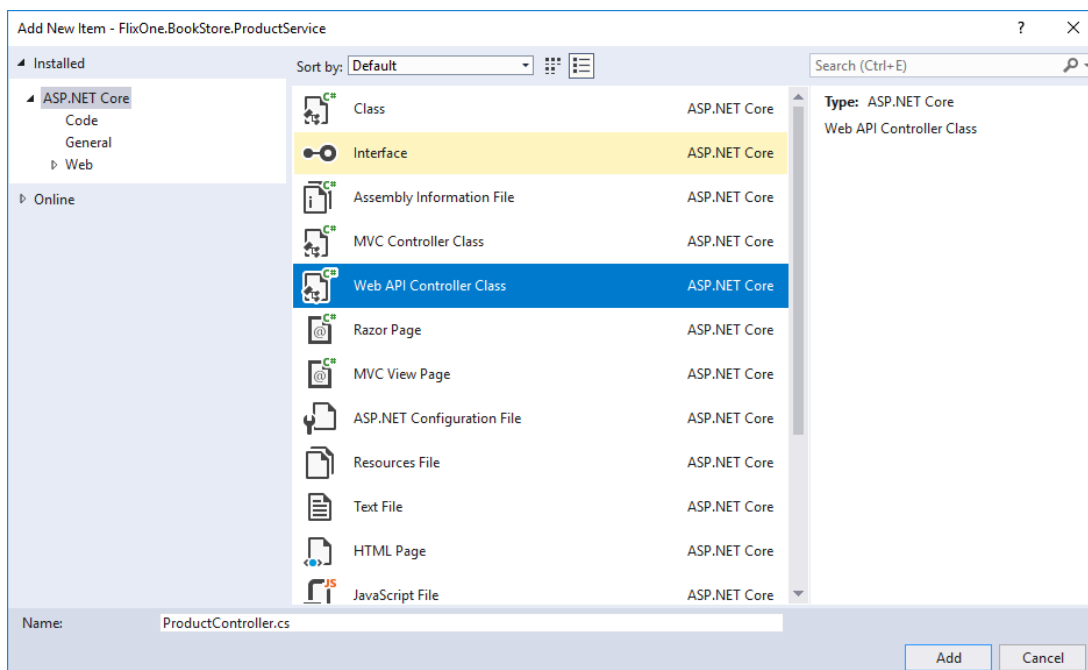 Add New Item - FlixOne.BookStore.ProductService
?
Installed
ASP.NET Core
Code
General
Web
Online
Sort by: Default
Search (Ctrl+E)
C# Class ASP.NET Core
Interface ASP.NET Core
C# Assembly Information File ASP.NET Core
C# MVC Controller Class ASP.NET Core
C# Web API Controller Class ASP.NET Core
C# @ Razor Page ASP.NET Core
C# @ MVC View Page ASP.NET Core
ASP.NET Configuration File ASP.NET Core
Resources File ASP.NET Core
Text File ASP.NET Core
HTML Page ASP.NET Core
JS JavaScript File ASP.NET Core
Type: ASP.NET Core
Web API Controller Class
Name: ProductController.cs
Add Cancel